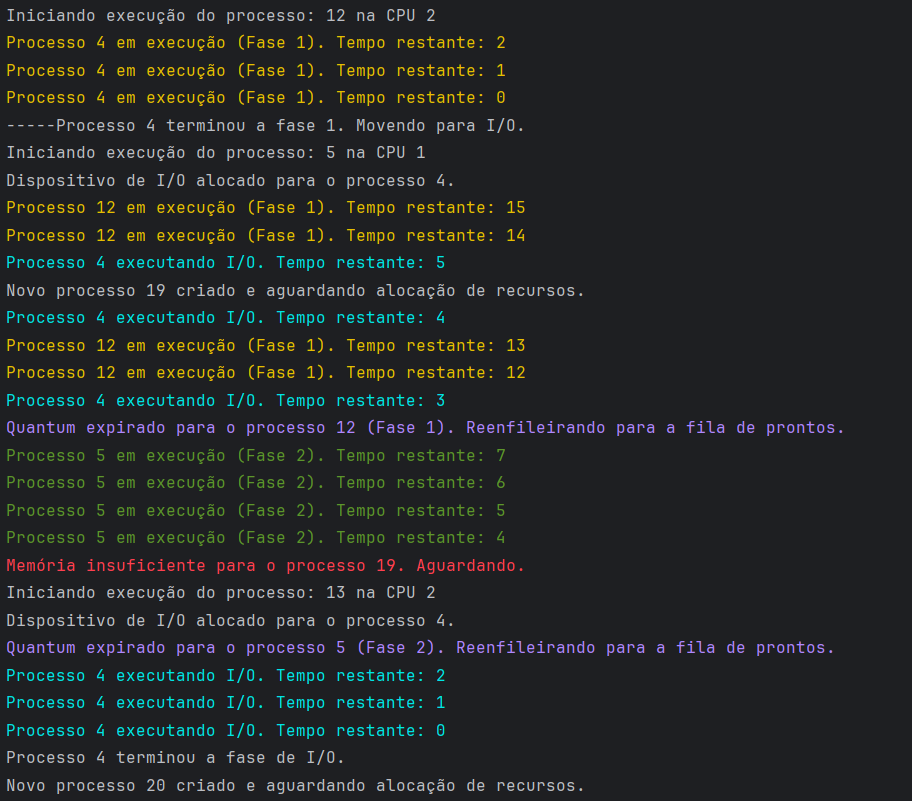 Iniciando execução do processo: 12 na CPU 2
Processo 4 em execução (Fase 1). Tempo restante: 2
Processo 4 em execução (Fase 1). Tempo restante: 1
Processo 4 em execução (Fase 1). Tempo restante: 0
-----Processo 4 terminou a fase 1. Movendo para I/O.
Iniciando execução do processo: 5 na CPU 1
Dispositivo de I/O alocado para o processo 4.
Processo 12 em execução (Fase 1). Tempo restante: 15
Processo 12 em execução (Fase 1). Tempo restante: 14
Processo 4 executando I/O. Tempo restante: 5
Novo processo 19 criado e aguardando alocação de recursos.
Processo 4 executando I/O. Tempo restante: 4
Processo 12 em execução (Fase 1). Tempo restante: 13
Processo 12 em execução (Fase 1). Tempo restante: 12
Processo 4 executando I/O. Tempo restante: 3
Quantum expirado para o processo 12 (Fase 1). Reenfileirando para a fila de prontos.
Processo 5 em execução (Fase 2). Tempo restante: 7
Processo 5 em execução (Fase 2). Tempo restante: 6
Processo 5 em execução (Fase 2). Tempo restante: 5
Processo 5 em execução (Fase 2). Tempo restante: 4
Memória insuficiente para o processo 19. Aguardando.
Iniciando execução do processo: 13 na CPU 2
Dispositivo de I/O alocado para o processo 4.
Quantum expirado para o processo 5 (Fase 2). Reenfileirando para a fila de prontos.
Processo 4 executando I/O. Tempo restante: 2
Processo 4 executando I/O. Tempo restante: 1
Processo 4 executando I/O. Tempo restante: 0
Processo 4 terminou a fase de I/O.
Novo processo 20 criado e aguardando alocação de recursos.